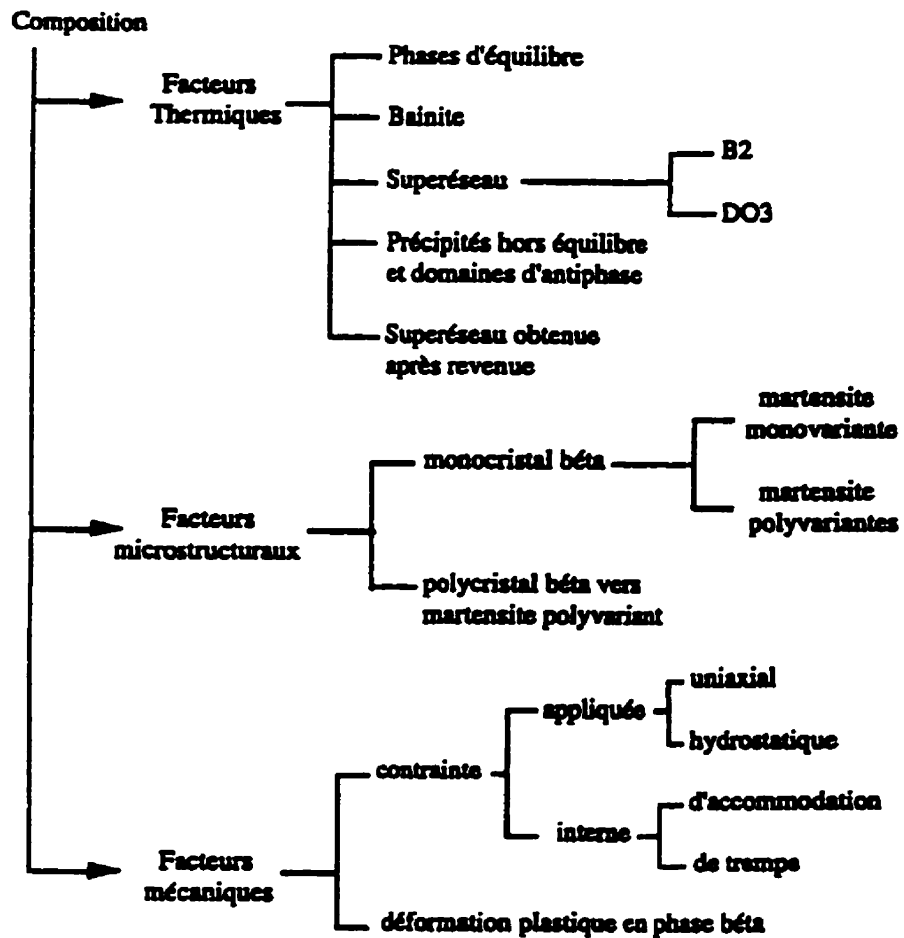 Composition
Facteurs
Thermiques
Phases d'équilibre
Bainite
Superéseau
B2
DO3
Précipités hors équilibre
et domaines d'antiphase
Superéseau obtenue
après revenue
Facteurs
microstructuraux
monocristal béta
martensite
monovariante
martensite
polyvariantes
polycristal béta vers
martensite polyvariant
Facteurs
mécaniques
contrainte
appliquée
uniaxial
hydrostatique
interne
d'accommodation
de trempe
déformation plastique en phase béta